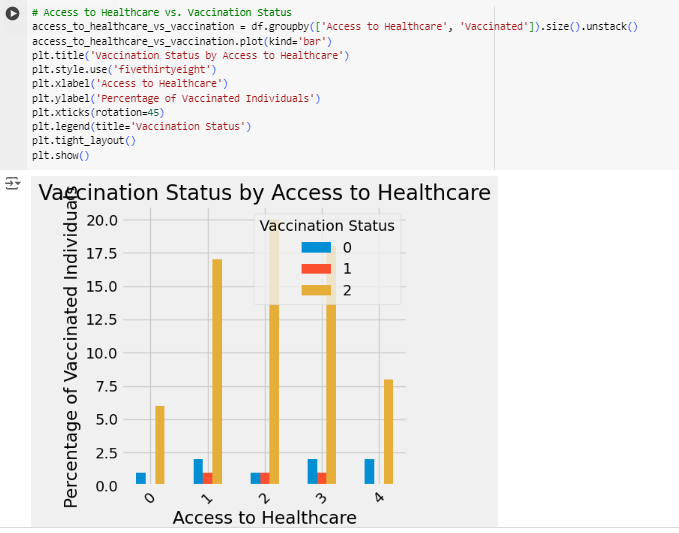 # Access to Healthcare vs. Vaccination Status
access_to_healthcare_vs_vaccination = df.groupby(['Access to Healthcare', 'Vaccinated']).size().unstack()
access_to_healthcare_vs_vaccination.plot(kind='bar')
plt.title('Vaccination Status by Access to Healthcare')
plt.style.use('fivethirtyeight')
plt.xlabel('Access to Healthcare')
plt.ylabel('Percentage of Vaccinated Individuals')
plt.xticks(rotation=45)
plt.legend(title='Vaccination Status')
plt.tight_layout()
plt.show()
Vaccination Status by Access to Healthcare
Percentage of Vaccinated Individuals
20.0
17.5
15.0
12.5
10.0
7.5
5.0
2.5
0.0
Vaccination Status
0
1
2
0 1 2 3 4
Access to Healthcare